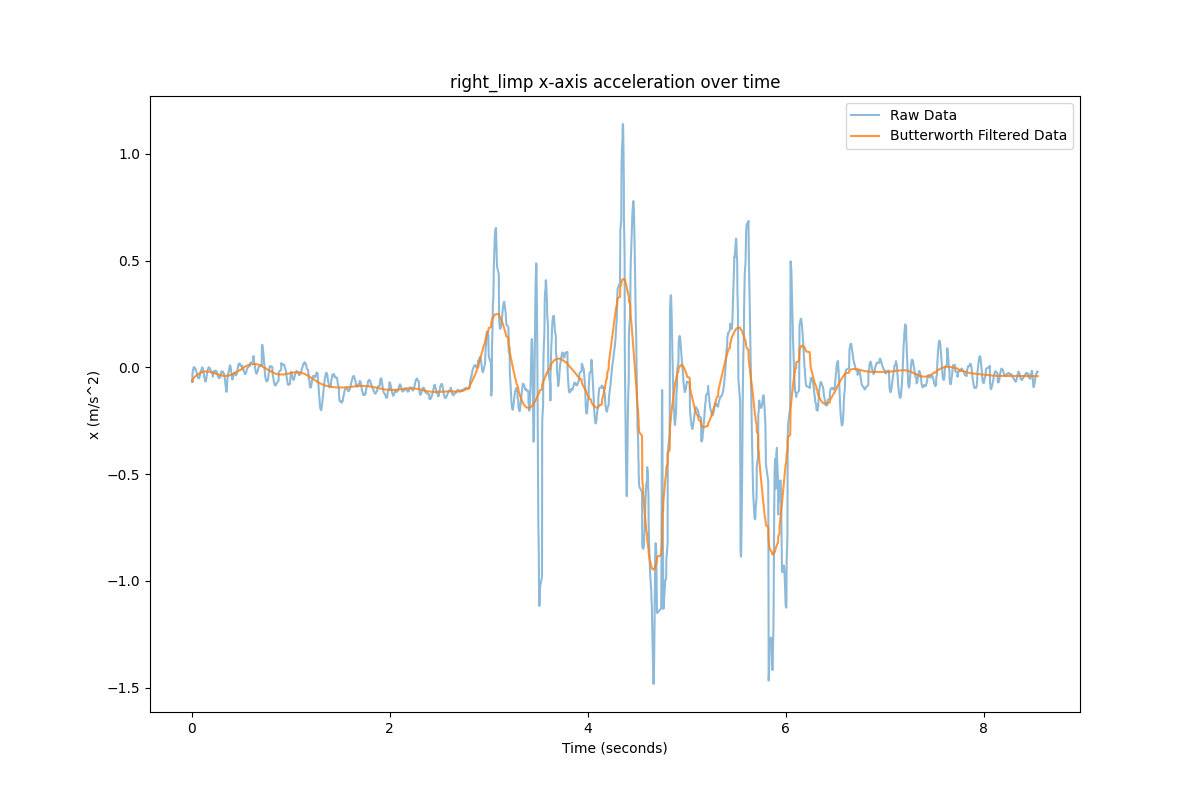 right_limp x-axis acceleration over time
Raw Data
Butterworth Filtered Data
1.0
0.5
0.0
−0.5
−1.0
−1.5
x (m/s^2)
0 2 4 6 8
Time (seconds)